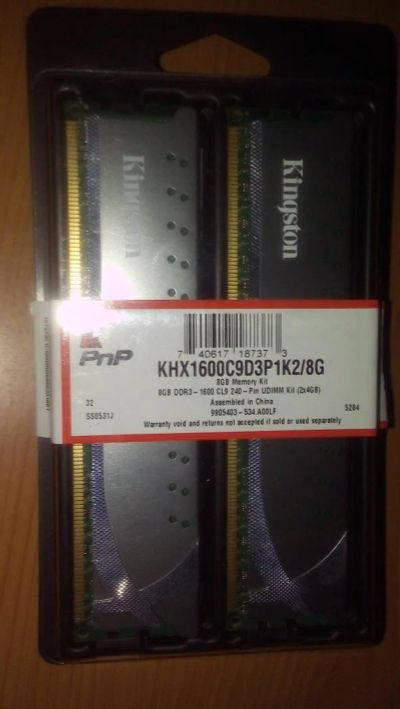 Kingston
Kingston
PnP
7 40617 18737 3
KHX1600C9D3P1K2/8G
8GB Memory Kit
8GB DDR3-1600 CL9 240-Pin UDIMM Kit (2x4GB)
Assembled in China
32
9905403-534.A00LF
5284
SS0531J
Warranty void and returns not accepted if sold or used separately